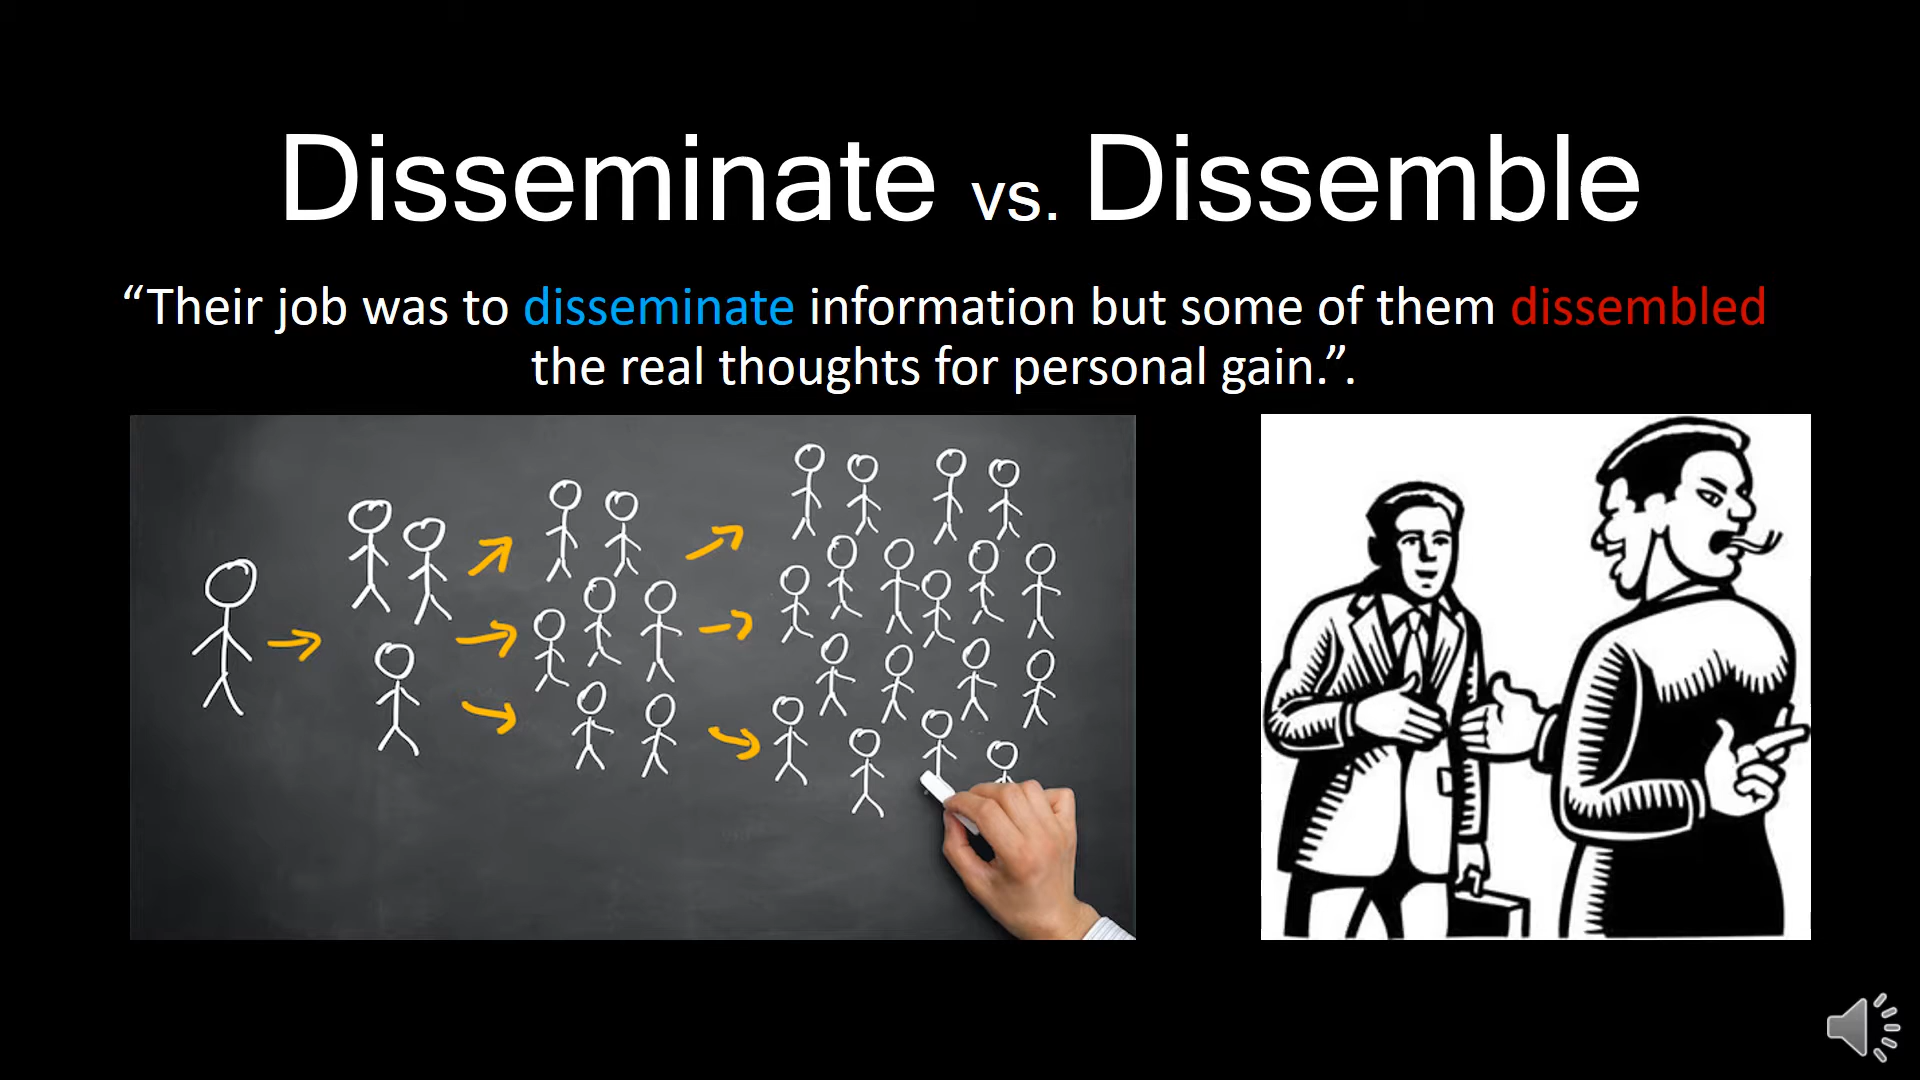 Disseminate vs. Dissemble
“Their job was to disseminate information but some of them dissembled
the real thoughts for personal gain.”.